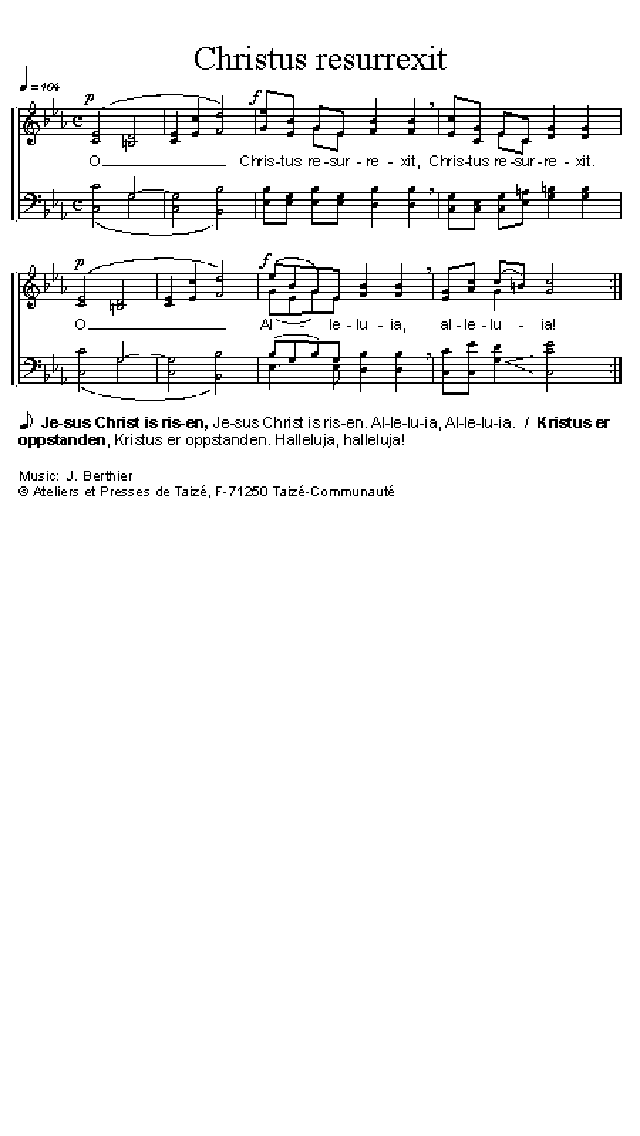 Christus resurrexit
♩ = 104
p f
O Chris-tus re-sur-re-xit, Chris-tus re-sur-re-xit.
p f
O Al - le-lu-ia, al-le-lu-ia!
♪ Je-sus Christ is ris-en, Je-sus Christ is ris-en. Al-le-lu-ia, Al-le-lu-ia. / Kristus er
oppstanden, Kristus er oppstanden. Halleluja, halleluja!
Music: J. Berthier
© Ateliers et Presses de Taizé, F-71250 Taizé-Communauté